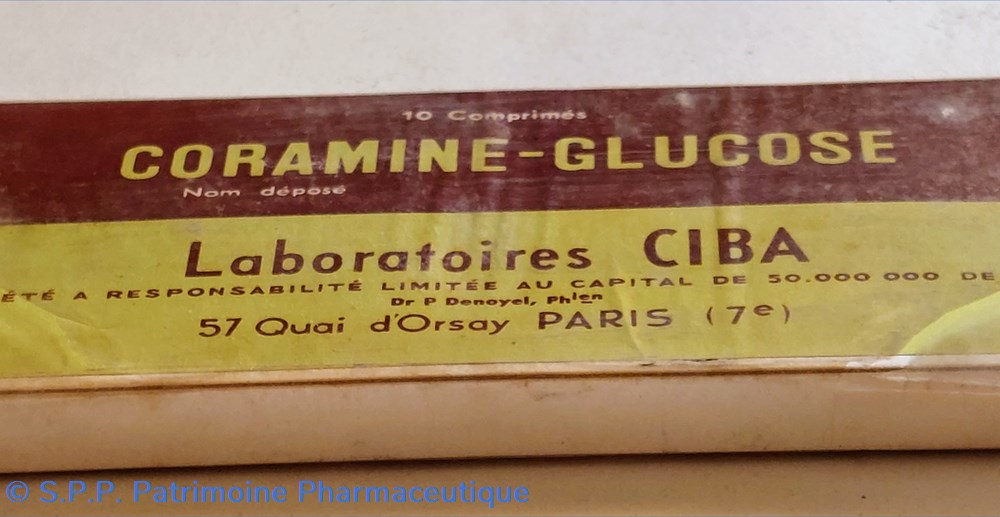 10 Comprimés
CORAMINE-GLUCOSE
Nom déposé
Laboratoires CIBA
ÉTÉ A RESPONSABILITÉ LIMITÉE AU CAPITAL DE 50.000 000 DE
Dr P Denoyel, Phien
57 Quai d'Orsay PARIS (7e)
© S.P.P. Patrimoine Pharmaceutique